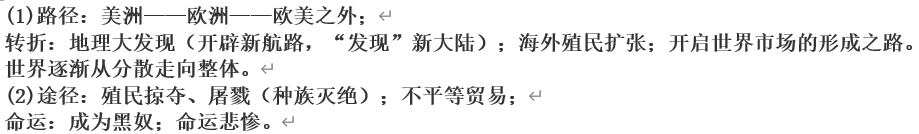 (1)路径：美洲——欧洲——欧美之外；
转折：地理大发现（开辟新航路，“发现”新大陆）；海外殖民扩张；开启世界市场的形成之路。
世界逐渐从分散走向整体。
(2)途径：殖民掠夺、屠戮（种族灭绝）；不平等贸易；
命运：成为黑奴；命运悲惨。